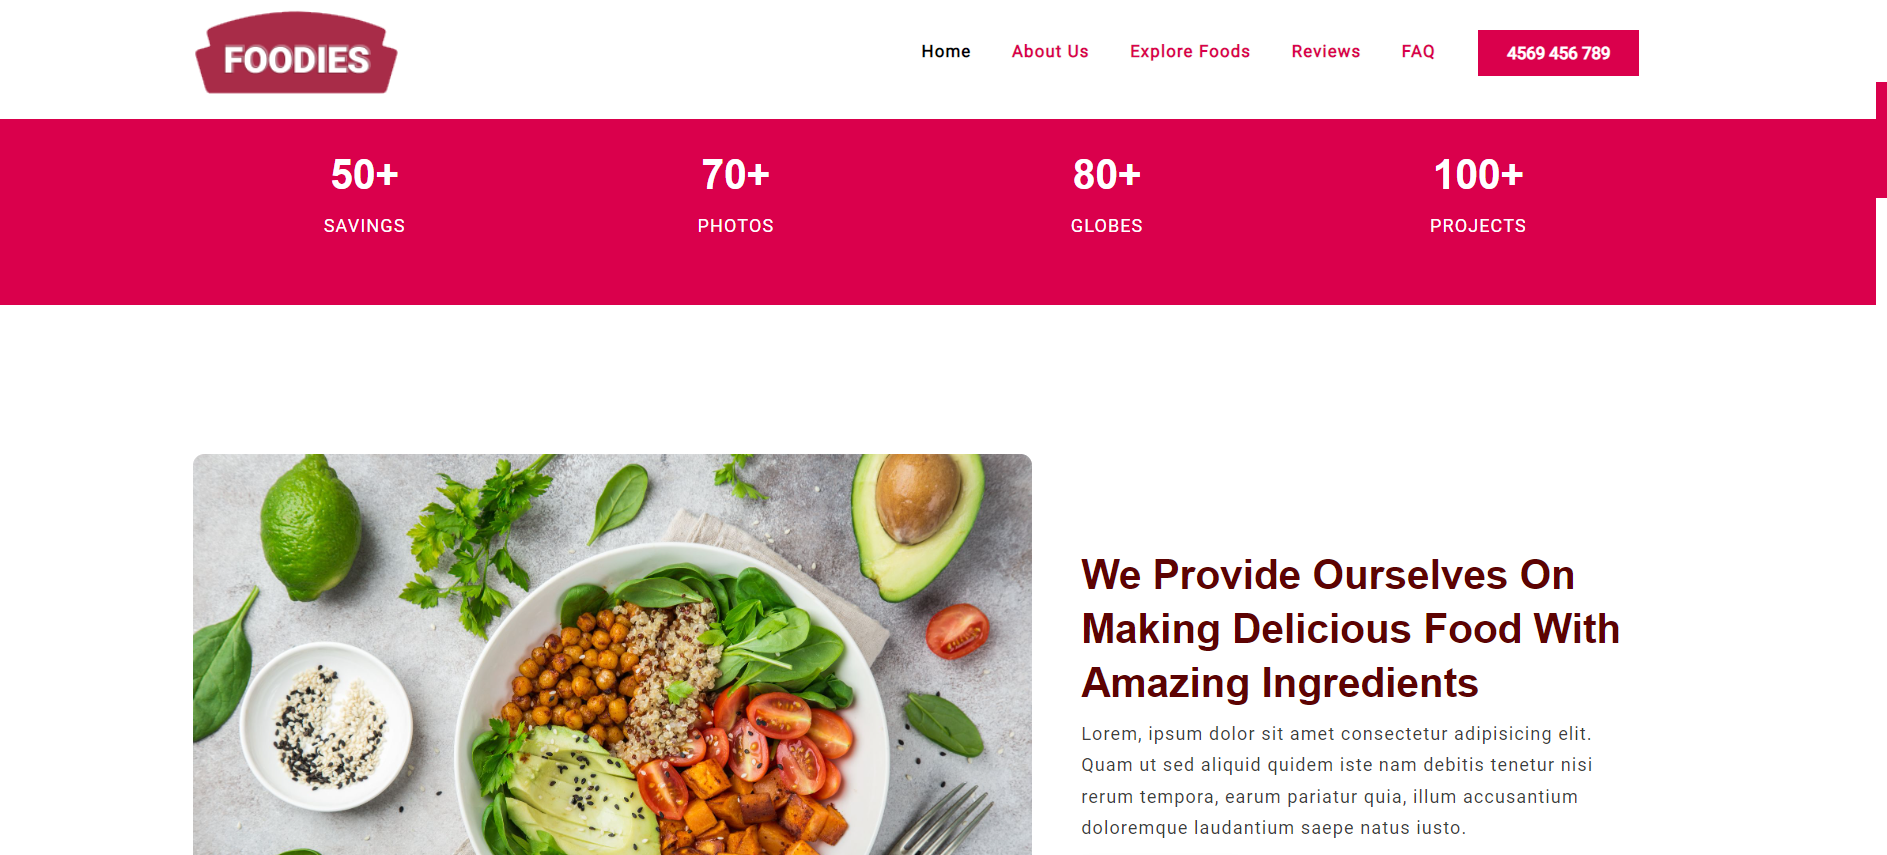 FOODIES
Home About Us Explore Foods Reviews FAQ 4569 456 789
50+ 70+ 80+ 100+
SAVINGS PHOTOS GLOBES PROJECTS
We Provide Ourselves On
Making Delicious Food With
Amazing Ingredients
Lorem, ipsum dolor sit amet consectetur adipisicing elit.
Quam ut sed aliquid quidem iste nam debitis tenetur nisi
rerum tempora, earum pariatur quia, illum accusantium
doloremque laudantium saepe natus iusto.